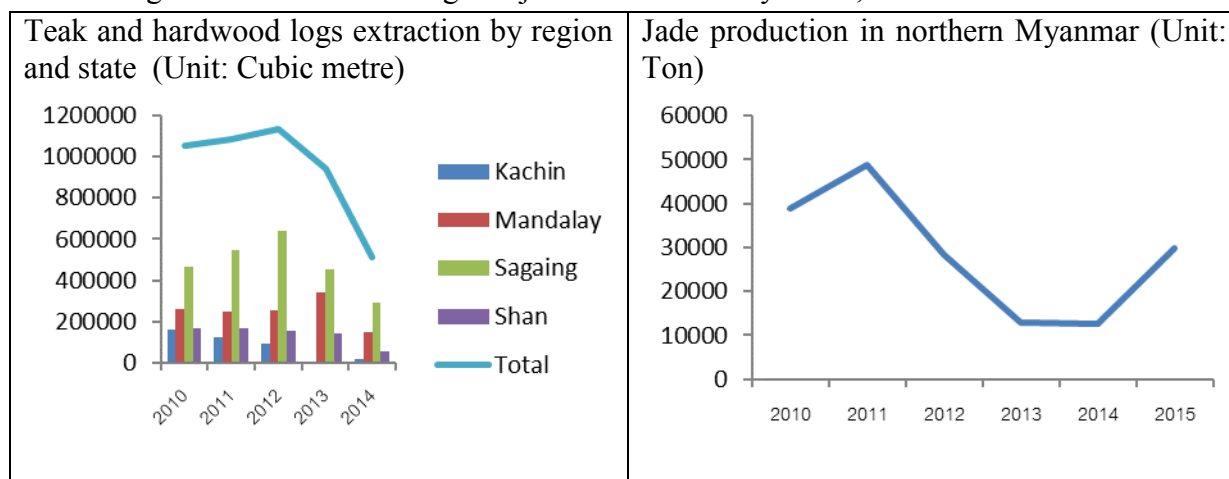 Teak and hardwood logs extraction by region
and state (Unit: Cubic metre)
1200000
1000000
800000
600000
400000
200000
0
2010
2011
2012
2013
2014
Kachin
Mandalay
Sagaing
Shan
Total
Jade production in northern Myanmar (Unit:
Ton)
60000
50000
40000
30000
20000
10000
0
2010
2011
2012
2013
2014
2015